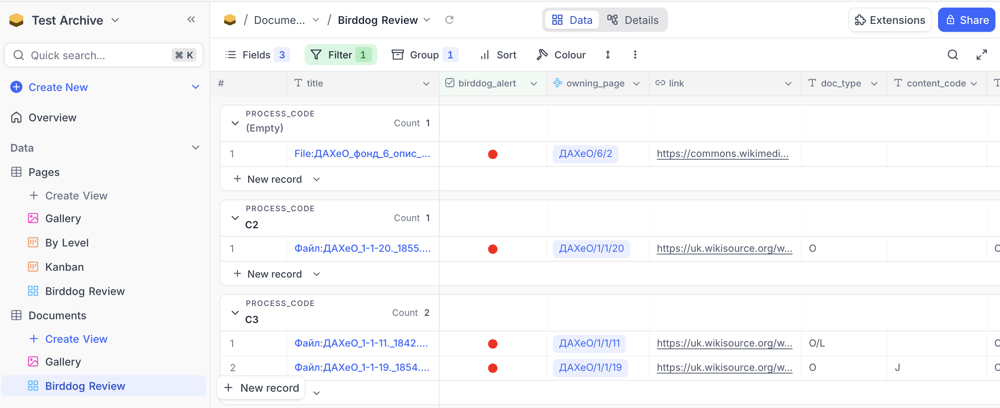 Test Archive
Quick search...
⌘ K
Create New
Overview
Data
Pages
Create View
Gallery
By Level
Kanban
Birddog Review
Documents
Create View
Gallery
Birddog Review
/ Docume... / Birddog Review
Data
Details
Extensions
Share
Fields 3
Filter 1
Group 1
Sort
Colour
# title birddog_alert owning_page link doc_type content_code
PROCESS_CODE
(Empty)
Count 1
1 File:ДАХеО_фонд_6_опис_... ДАХеО/6/2 https://commons.wikimedi...
New record
PROCESS_CODE
C2
Count 1
1 Файл:ДАХеО_1-1-20._1855.... ДАХеО/1/1/20 https://uk.wikisource.org/w... O
New record
PROCESS_CODE
C3
Count 2
1 Файл:ДАХеО_1-1-11._1842.... ДАХеО/1/1/11 https://uk.wikisource.org/w... O/L
2 Файл:ДАХеО_1-1-19._1854.... ДАХеО/1/1/19 https://uk.wikisource.org/w... O J
New record